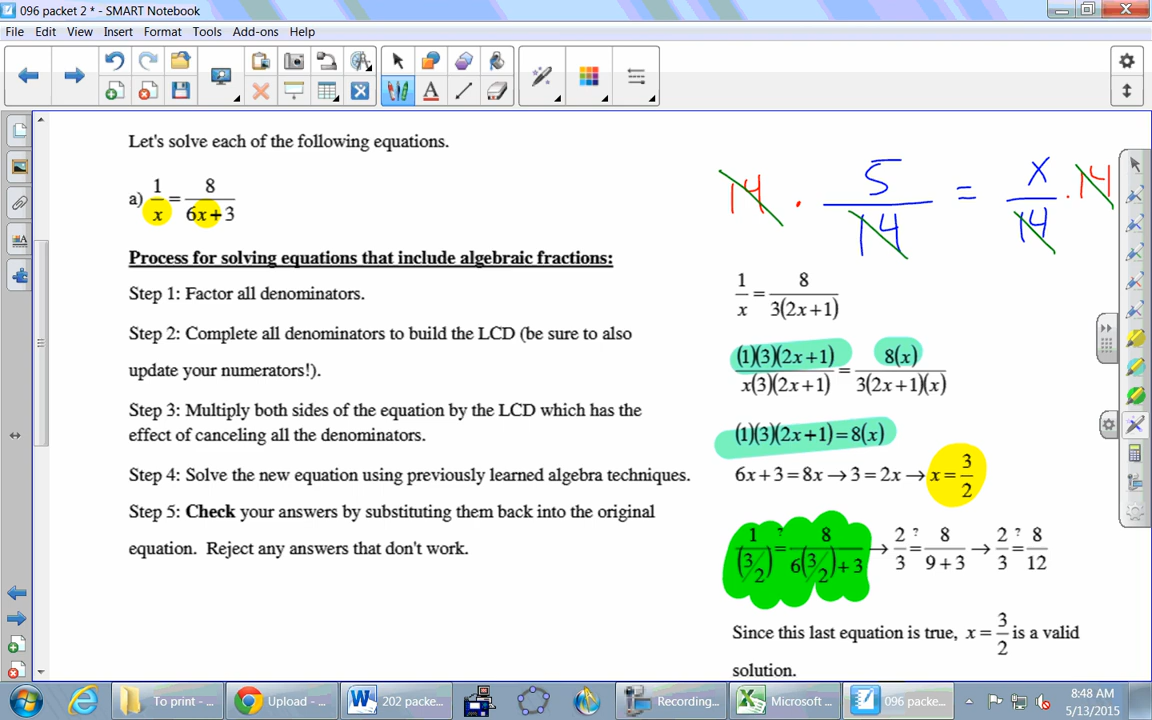 096 packet 2 * - SMART Notebook
File Edit View Insert Format Tools Add-ons Help
Let's solve each of the following equations.
a) 1/x = 8/(6x+3)
Process for solving equations that include algebraic fractions:
Step 1: Factor all denominators.
Step 2: Complete all denominators to build the LCD (be sure to also
update your numerators!).
Step 3: Multiply both sides of the equation by the LCD which has the
effect of canceling all the denominators.
Step 4: Solve the new equation using previously learned algebra techniques.
Step 5: Check your answers by substituting them back into the original
equation. Reject any answers that don't work.
14 · 5/14 = x/14 · 14
1/x = 8/3(2x+1)
(1)(3)(2x+1)/x(3)(2x+1) = 8(x)/3(2x+1)(x)
(1)(3)(2x+1)=8(x)
6x+3=8x→3=2x→x=3/2
1/(3/2) ?= 8/(6(3/2)+3) → 2/3 ?= 8/(9+3) → 2/3 ?= 8/12
Since this last equation is true, x = 3/2 is a valid
solution.
To print - ...
Upload - ...
202 packe...
Recording...
Microsoft ...
096 packe...
8:48 AM
5/13/2015